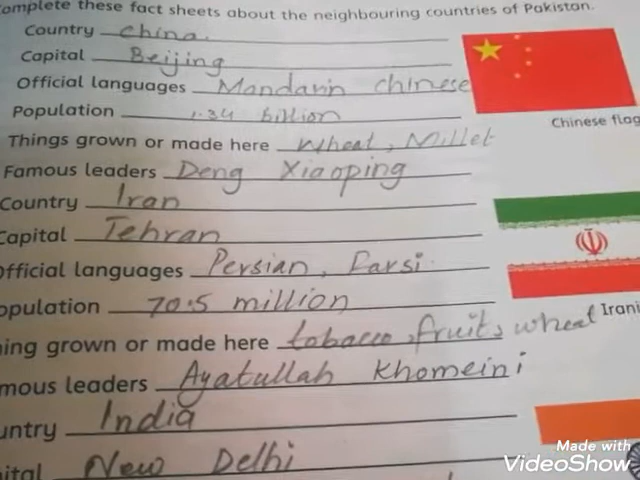 omplete these fact sheets about the neighbouring countries of Pakistan.
Country China.
Capital Beijing
Official languages Mandarin Chinese
Population 1.34 billion
Chinese flag
Things grown or made here Wheat, Millet
Famous leaders Deng Xiaoping
Country Iran
Capital Tehran
Official languages Persian, Farsi
opulation 70.5 million
Irani
hing grown or made here tobacco, fruits wheat
mous leaders Ayatullah Khomeini
untry India
ital New Delhi
Made with
VideoShow